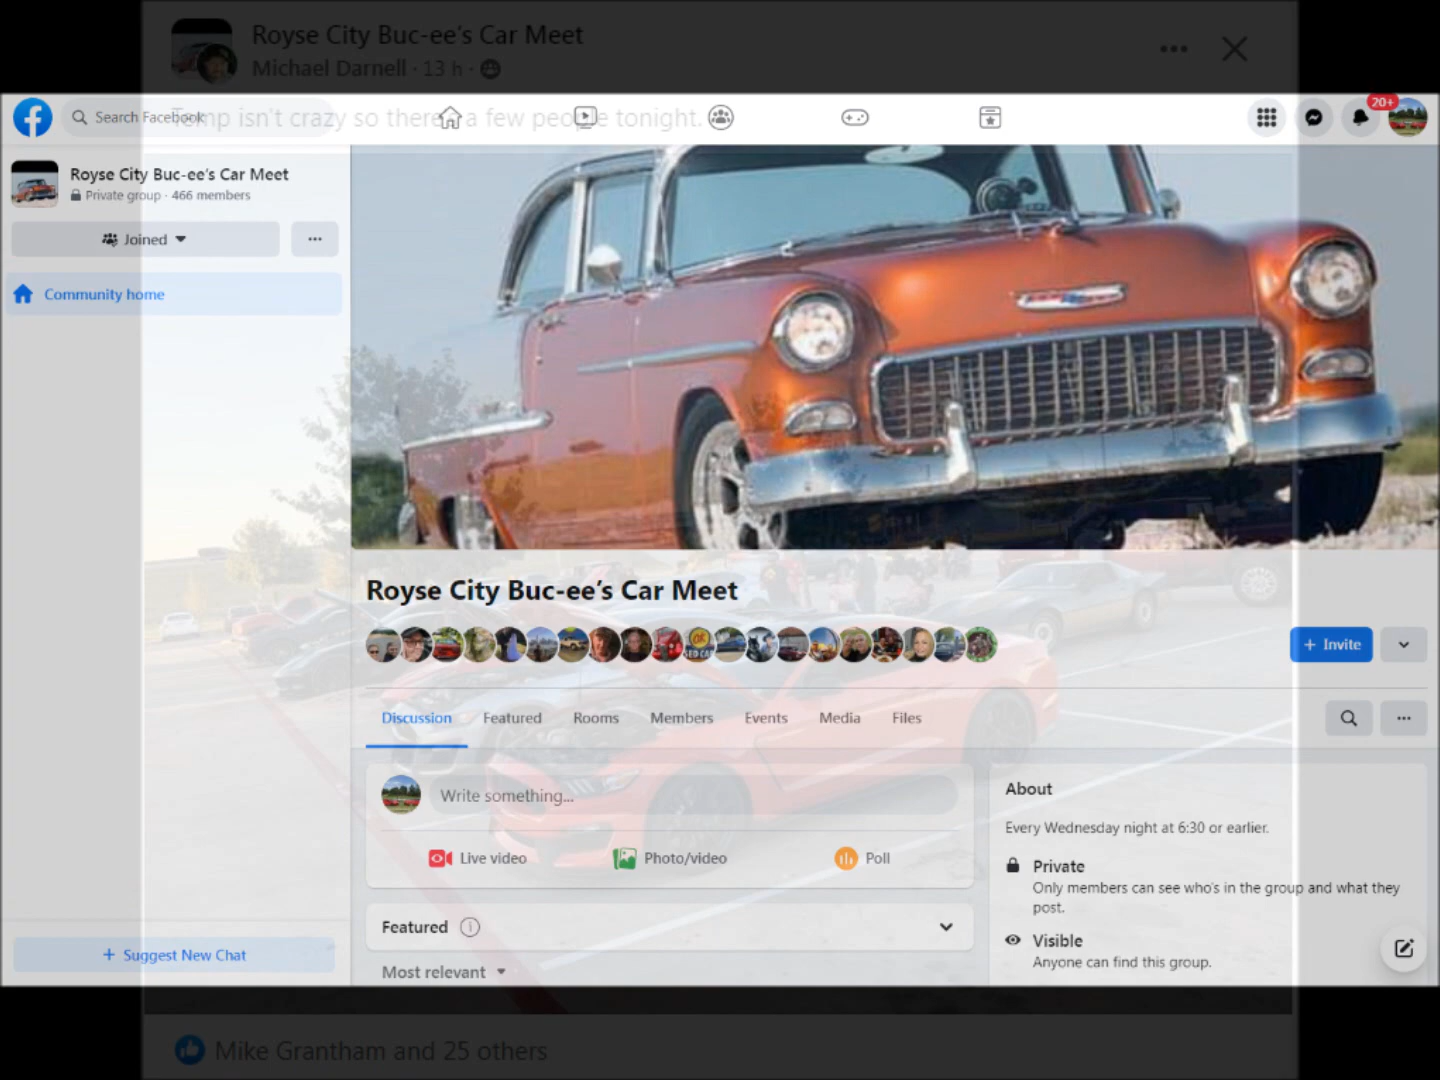 Royse City Buc-ee's Car Meet
Michael Darnell · 13 h ·
Temp isn't crazy so there's a few people tonight.
Search Facebook
20+
Royse City Buc-ee's Car Meet
Private group · 466 members
Joined
Community home
Royse City Buc-ee's Car Meet
+ Invite
Discussion Featured Rooms Members Events Media Files
Write something...
Live video Photo/video Poll
Featured
Most relevant
About
Every Wednesday night at 6:30 or earlier.
Private
Only members can see who's in the group and what they
post.
Visible
Anyone can find this group.
+ Suggest New Chat
Mike Grantham and 25 others